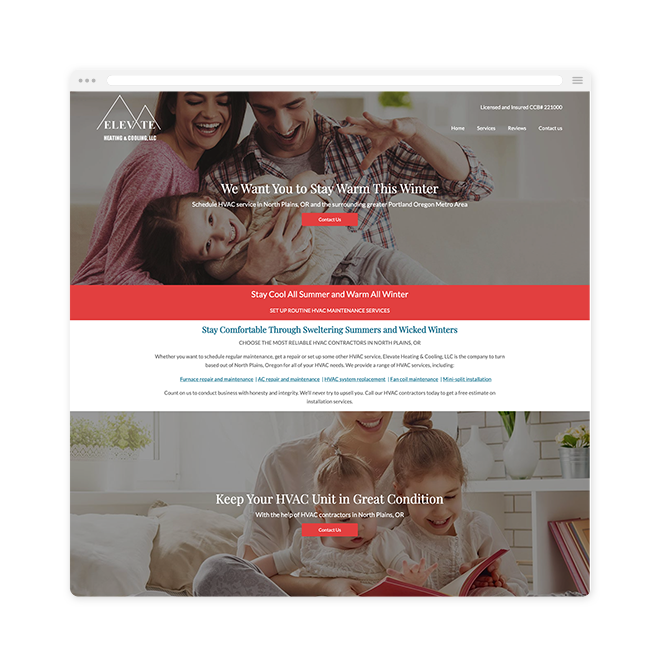 ELEVATE
HEATING & COOLING, LLC
Licensed and Insured CCB# 221000
Home Services Reviews Contact us
We Want You to Stay Warm This Winter
Schedule HVAC service in North Plains, OR and the surrounding greater Portland Oregon Metro Area
Contact Us
Stay Cool All Summer and Warm All Winter
SET UP ROUTINE HVAC MAINTENANCE SERVICES
Stay Comfortable Through Sweltering Summers and Wicked Winters
CHOOSE THE MOST RELIABLE HVAC CONTRACTORS IN NORTH PLAINS, OR
Whether you want to schedule regular maintenance, get a repair or set up some other HVAC service, Elevate Heating & Cooling, LLC is the company to turn
based out of North Plains, Oregon for all of your HVAC needs. We provide a range of HVAC services, including:
Furnace repair and maintenance | AC repair and maintenance | HVAC system replacement | Fan coil maintenance | Mini-split installation
Count on us to conduct business with honesty and integrity. We'll never try to upsell you. Call our HVAC contractors today to get a free estimate on
installation services.
Keep Your HVAC Unit in Great Condition
With the help of HVAC contractors in North Plains, OR
Contact Us